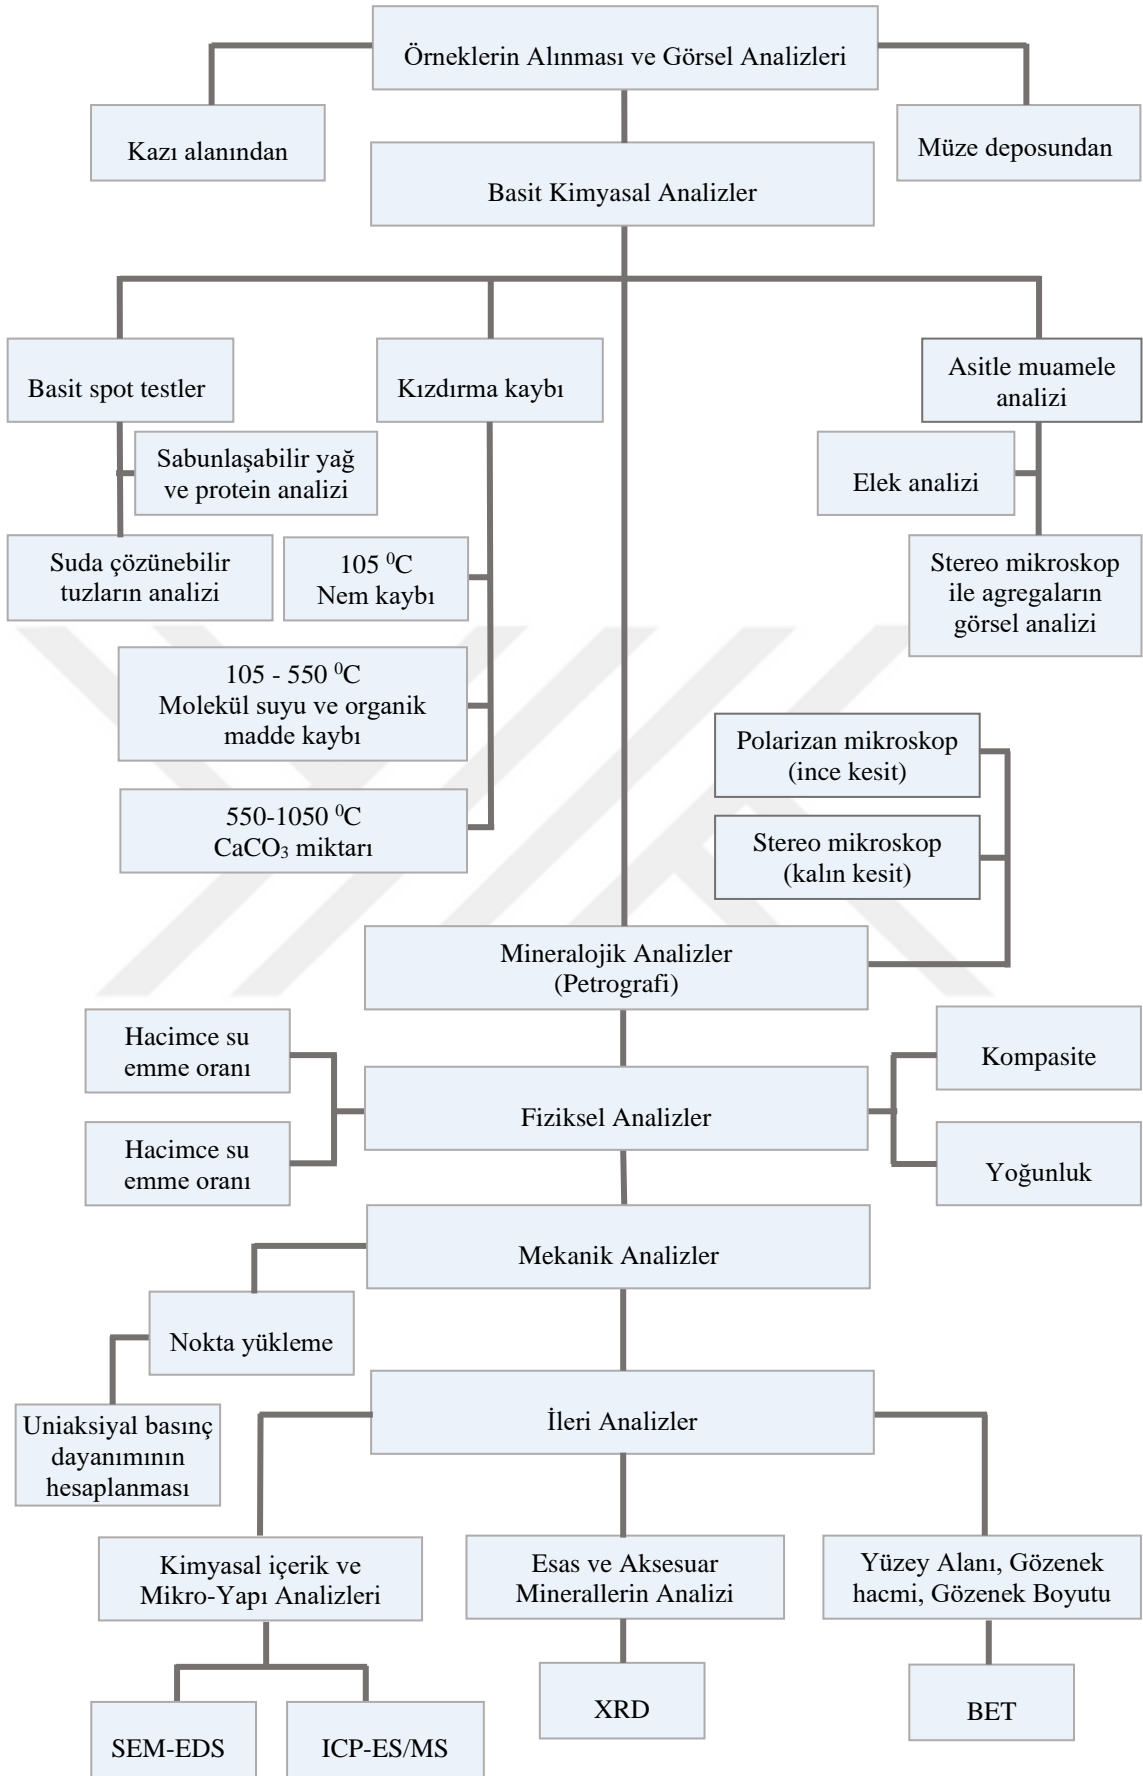 Örneklerin Alınması ve Görsel Analizleri
Kazı alanından
Müze deposundan
Basit Kimyasal Analizler
Basit spot testler
Kızdırma kaybı
Asitle muamele
analizi
Sabunlaşabilir yağ
ve protein analizi
Elek analizi
Suda çözünebilir
tuzların analizi
105 ⁰C
Nem kaybı
Stereo mikroskop
ile agregaların
görsel analizi
105 - 550 ⁰C
Molekül suyu ve organik
madde kaybı
Polarizan mikroskop
(ince kesit)
550-1050 ⁰C
CaCO₃ miktarı
Stereo mikroskop
(kalın kesit)
Mineralojik Analizler
(Petrografi)
Hacimce su
emme oranı
Kompasite
Fiziksel Analizler
Hacimce su
emme oranı
Yoğunluk
Mekanik Analizler
Nokta yükleme
Uniaksiyal basınç
dayanımının
hesaplanması
İleri Analizler
Kimyasal içerik ve
Mikro-Yapı Analizleri
Esas ve Aksesuar
Minerallerin Analizi
Yüzey Alanı, Gözenek
hacmi, Gözenek Boyutu
SEM-EDS
ICP-ES/MS
XRD
BET